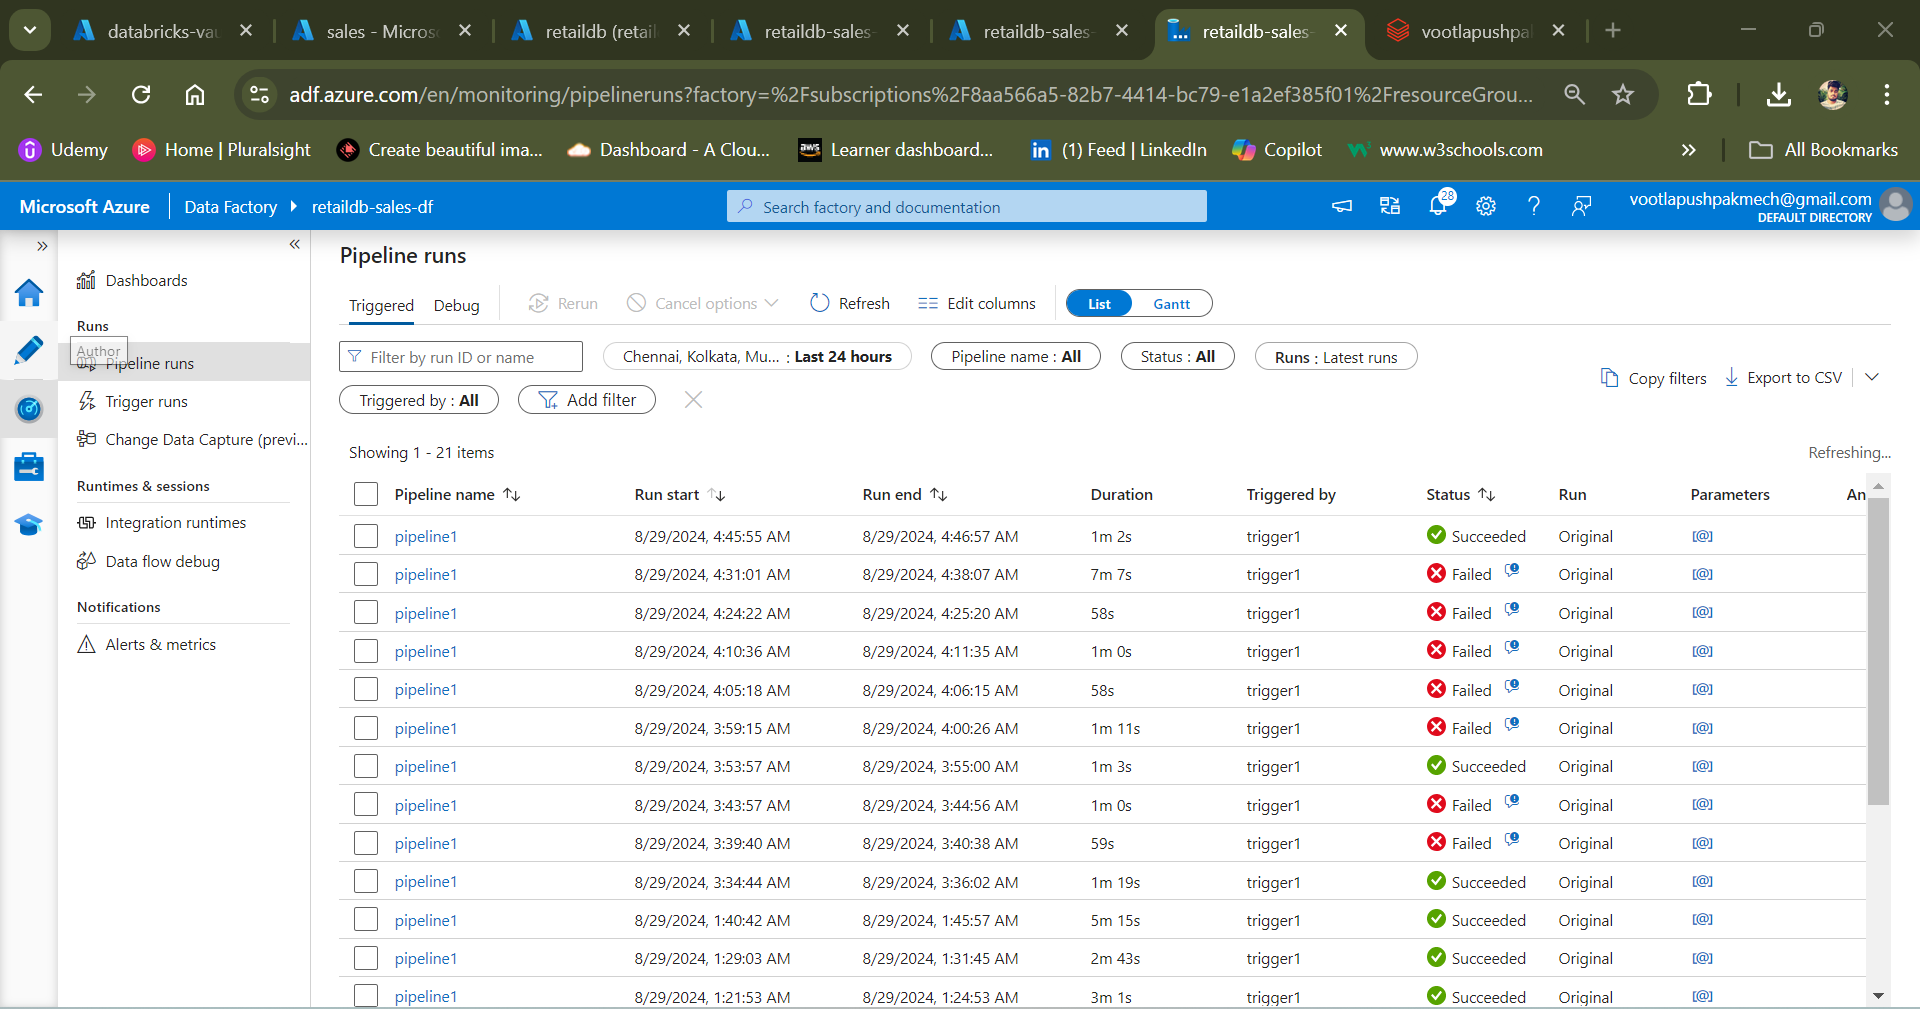 databricks-vau
sales - Micros
retaildb (retail
retaildb-sales-
retaildb-sales-
retaildb-sales-
vootlapushpal
adf.azure.com/en/monitoring/pipelineruns?factory=%2Fsubscriptions%2F8aa566a5-82b7-4414-bc79-e1a2ef385f01%2FresourceGrou...
Udemy
Home | Pluralsight
Create beautiful ima...
Dashboard - A Clou...
aws
Learner dashboard...
(1) Feed | LinkedIn
Copilot
www.w3schools.com
All Bookmarks
Microsoft Azure
Data Factory
retaildb-sales-df
Search factory and documentation
28
vootlapushpakmech@gmail.com
DEFAULT DIRECTORY
Dashboards
Runs
Author
Pipeline runs
Trigger runs
Change Data Capture (previ...
Runtimes & sessions
Integration runtimes
Data flow debug
Notifications
Alerts & metrics
Pipeline runs
Triggered Debug Rerun Cancel options Refresh Edit columns List Gantt
Filter by run ID or name Chennai, Kolkata, Mu... : Last 24 hours Pipeline name : All Status : All Runs : Latest runs
Triggered by : All Add filter
Copy filters Export to CSV
Showing 1 - 21 items Refreshing...
Pipeline name Run start Run end Duration Triggered by Status Run Parameters An
pipeline1 8/29/2024, 4:45:55 AM 8/29/2024, 4:46:57 AM 1m 2s trigger1 Succeeded Original [@]
pipeline1 8/29/2024, 4:31:01 AM 8/29/2024, 4:38:07 AM 7m 7s trigger1 Failed Original [@]
pipeline1 8/29/2024, 4:24:22 AM 8/29/2024, 4:25:20 AM 58s trigger1 Failed Original [@]
pipeline1 8/29/2024, 4:10:36 AM 8/29/2024, 4:11:35 AM 1m 0s trigger1 Failed Original [@]
pipeline1 8/29/2024, 4:05:18 AM 8/29/2024, 4:06:15 AM 58s trigger1 Failed Original [@]
pipeline1 8/29/2024, 3:59:15 AM 8/29/2024, 4:00:26 AM 1m 11s trigger1 Failed Original [@]
pipeline1 8/29/2024, 3:53:57 AM 8/29/2024, 3:55:00 AM 1m 3s trigger1 Succeeded Original [@]
pipeline1 8/29/2024, 3:43:57 AM 8/29/2024, 3:44:56 AM 1m 0s trigger1 Failed Original [@]
pipeline1 8/29/2024, 3:39:40 AM 8/29/2024, 3:40:38 AM 59s trigger1 Failed Original [@]
pipeline1 8/29/2024, 3:34:44 AM 8/29/2024, 3:36:02 AM 1m 19s trigger1 Succeeded Original [@]
pipeline1 8/29/2024, 1:40:42 AM 8/29/2024, 1:45:57 AM 5m 15s trigger1 Succeeded Original [@]
pipeline1 8/29/2024, 1:29:03 AM 8/29/2024, 1:31:45 AM 2m 43s trigger1 Succeeded Original [@]
pipeline1 8/29/2024, 1:21:53 AM 8/29/2024, 1:24:53 AM 3m 1s trigger1 Succeeded Original [@]